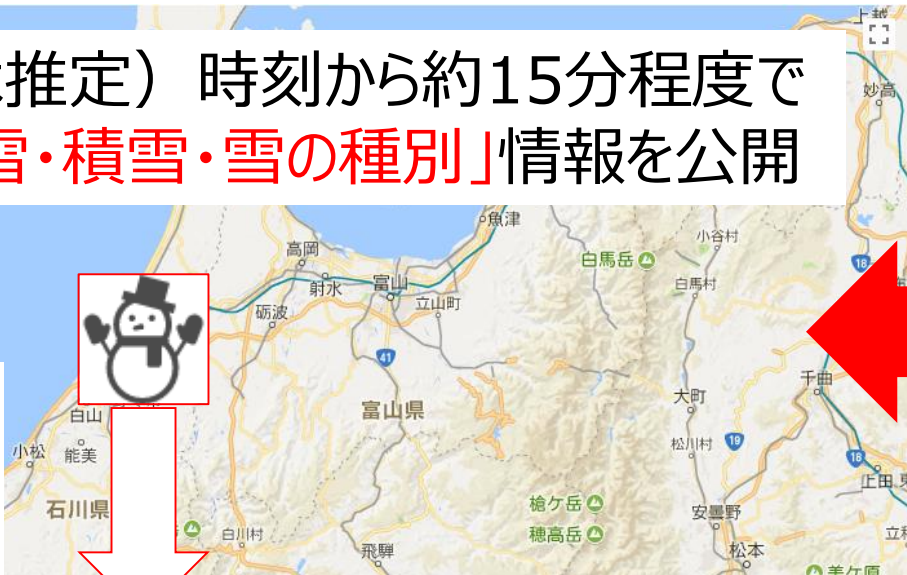 上越
推定）時刻から約15分程度で
妙高
雪・積雪・雪の種別」情報を公開
魚津
小谷村
高岡
白馬岳
18
射水
富山
白馬村
立山町
砺波
41
千曲
大町
富山県
白山
松川村
19
小松
能美
18
上田
槍ケ岳
石川県
安曇野
白川村
穂高岳
飛騨
松本
美ケ原